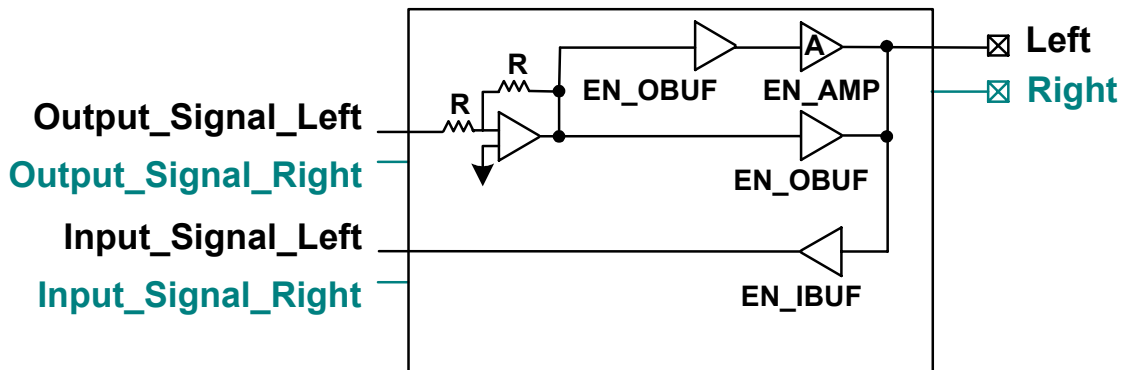 R
R
A
EN_OBUF
EN_AMP
EN_OBUF
EN_IBUF
Output_Signal_Left
Output_Signal_Right
Input_Signal_Left
Input_Signal_Right
Left
Right